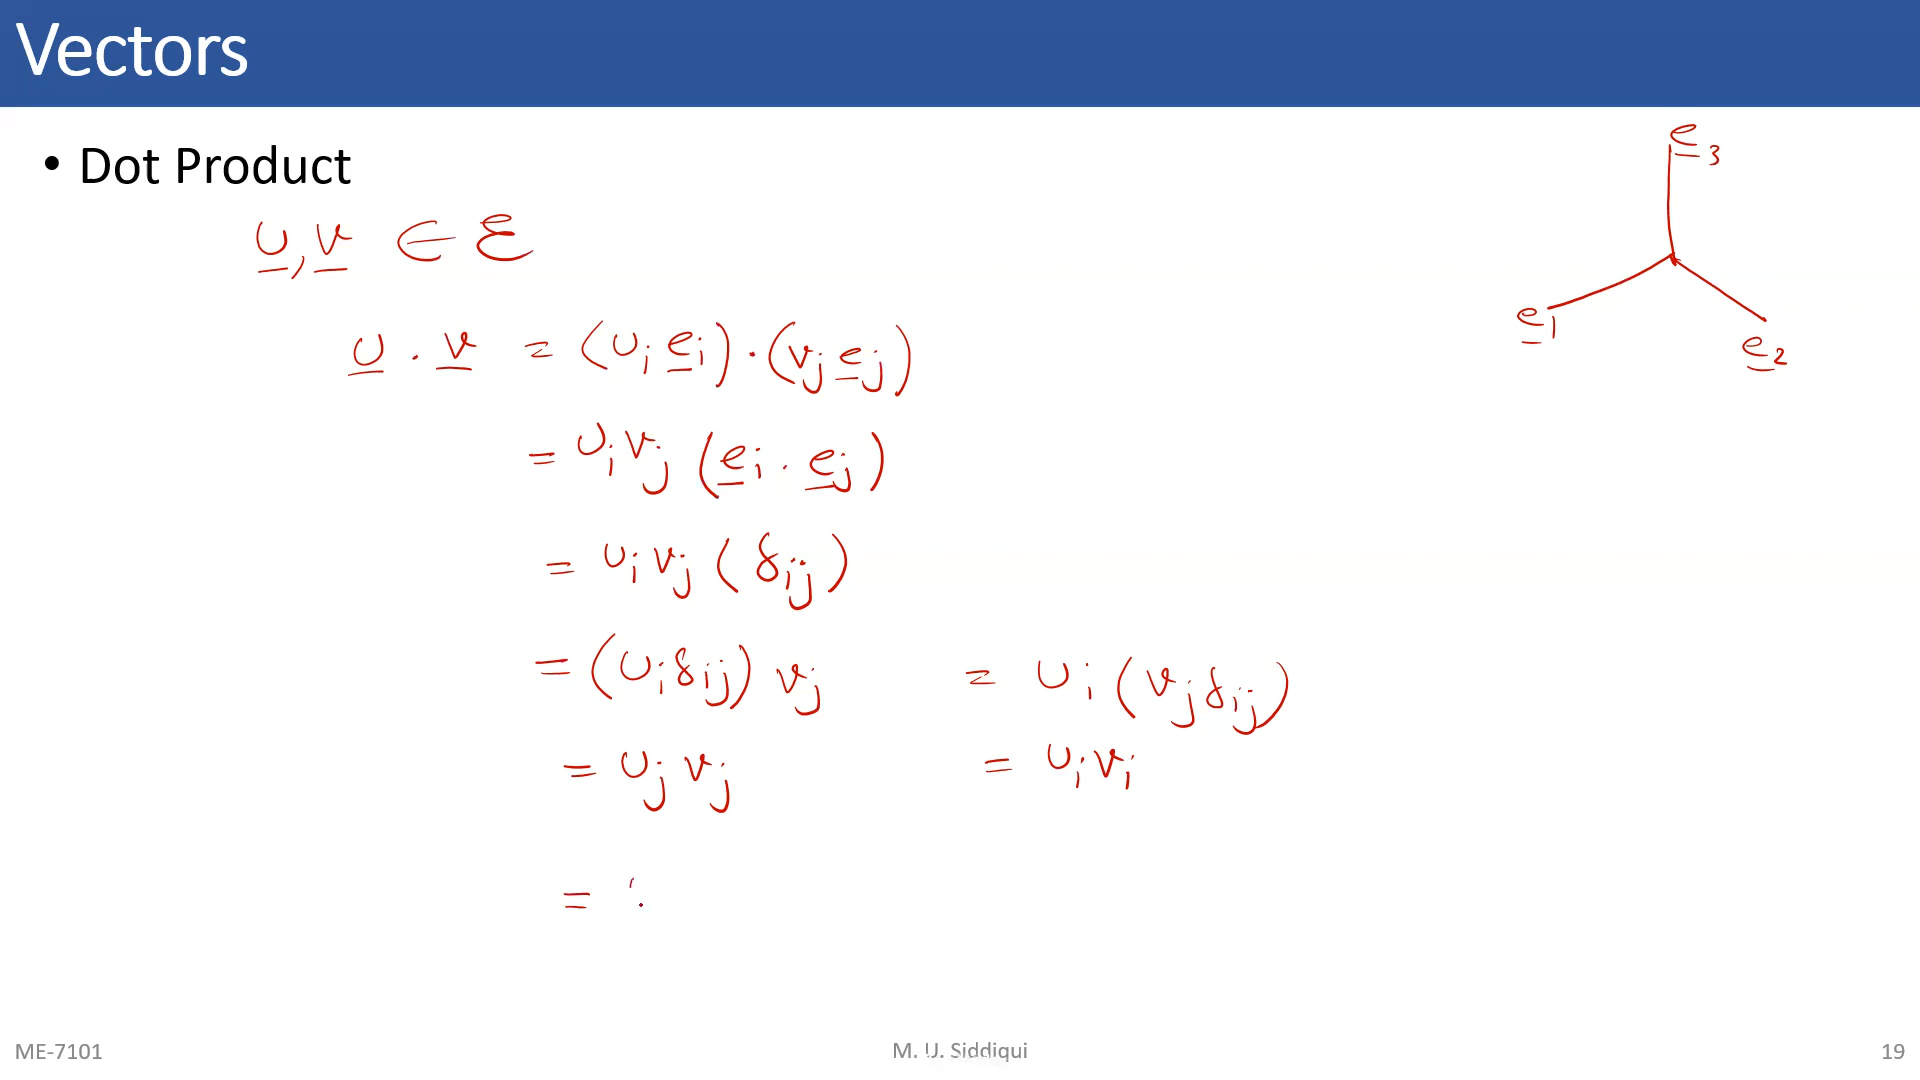 Vectors
• Dot Product
u, v ∈ Ɛ
u · v = (uᵢ eᵢ) · (vⱼ eⱼ)
= uᵢ vⱼ (eᵢ · eⱼ)
= uᵢ vⱼ (δᵢⱼ)
= (uᵢ δᵢⱼ) vⱼ = uᵢ (vⱼ δᵢⱼ)
= uⱼ vⱼ = uᵢ vᵢ
=
e₃
e₁
e₂
ME-7101 M. U. Siddiqui 19